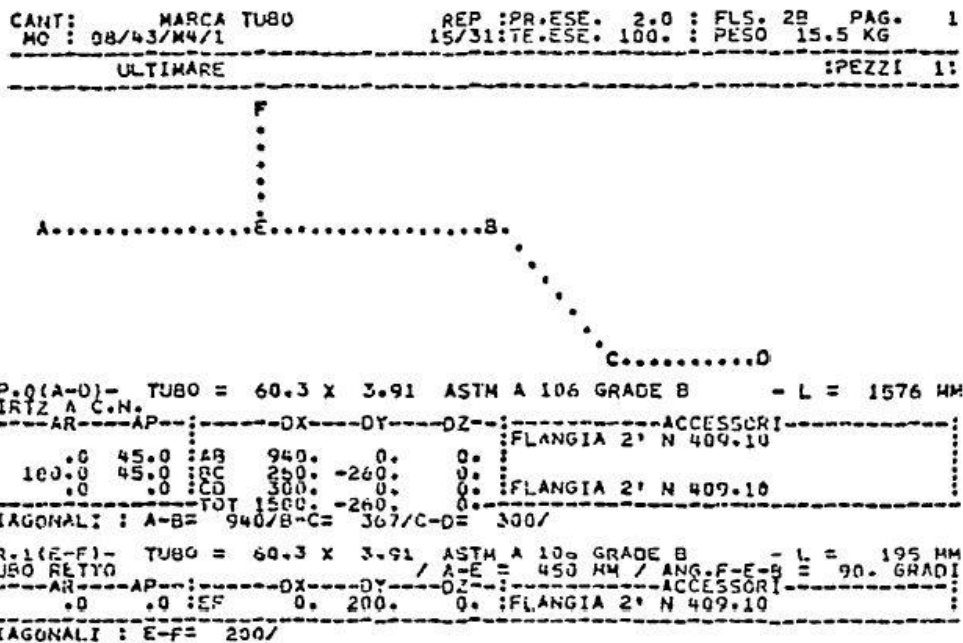 CANT: MARCA TUBO REP :PR.ESE. 2.0 : FLS. 2B PAG. 1
MC : 08/43/M4/1 15/31:TE.ESE. 100. : PESO 15.5 KG
ULTIMARE :PEZZI 1:
F
A E B
C D
P.0(A-D)- TUBO = 60.3 X 3.91 ASTM A 106 GRADE B - L = 1576 MM
A C.N.
----AR----AP--:------DX----DY----DZ--:------ACCESSORI------:
:FLANGIA 2' N 409.10
.0 45.0 :AB 940. 0. 0.
180.0 45.0 :BC 260. -260. 0.
.0 .0 :CD 300. 0. 0. :FLANGIA 2' N 409.10
TOT 1500. -260. 0.
IAGONALI : A-B= 940/B-C= 367/C-D= 300/
R.1(E-F)- TUBO = 60.3 X 3.91 ASTM A 106 GRADE B - L = 195 MM
UBO RETTO / A-E = 450 MM / ANG.F-E-B = 90. GRADI
----AR----AP--:------DX----DY----DZ--:------ACCESSORI------:
.0 .0 :EF 0. 200. 0. :FLANGIA 2' N 409.10
IAGONALI : E-F= 200/